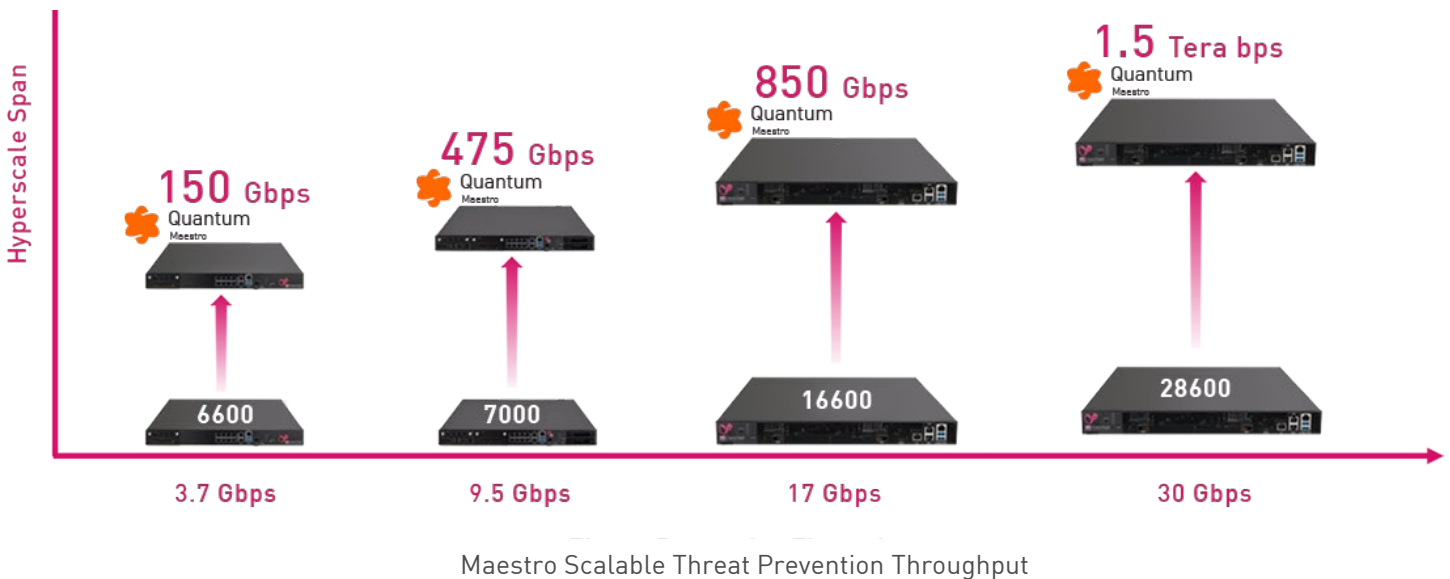 Hyperscale Span
150 Gbps
Quantum
Maestro
475 Gbps
Quantum
Maestro
850 Gbps
Quantum
Maestro
1.5 Tera bps
Quantum
Maestro
6600
7000
16600
28600
3.7 Gbps
9.5 Gbps
17 Gbps
30 Gbps
Maestro Scalable Threat Prevention Throughput